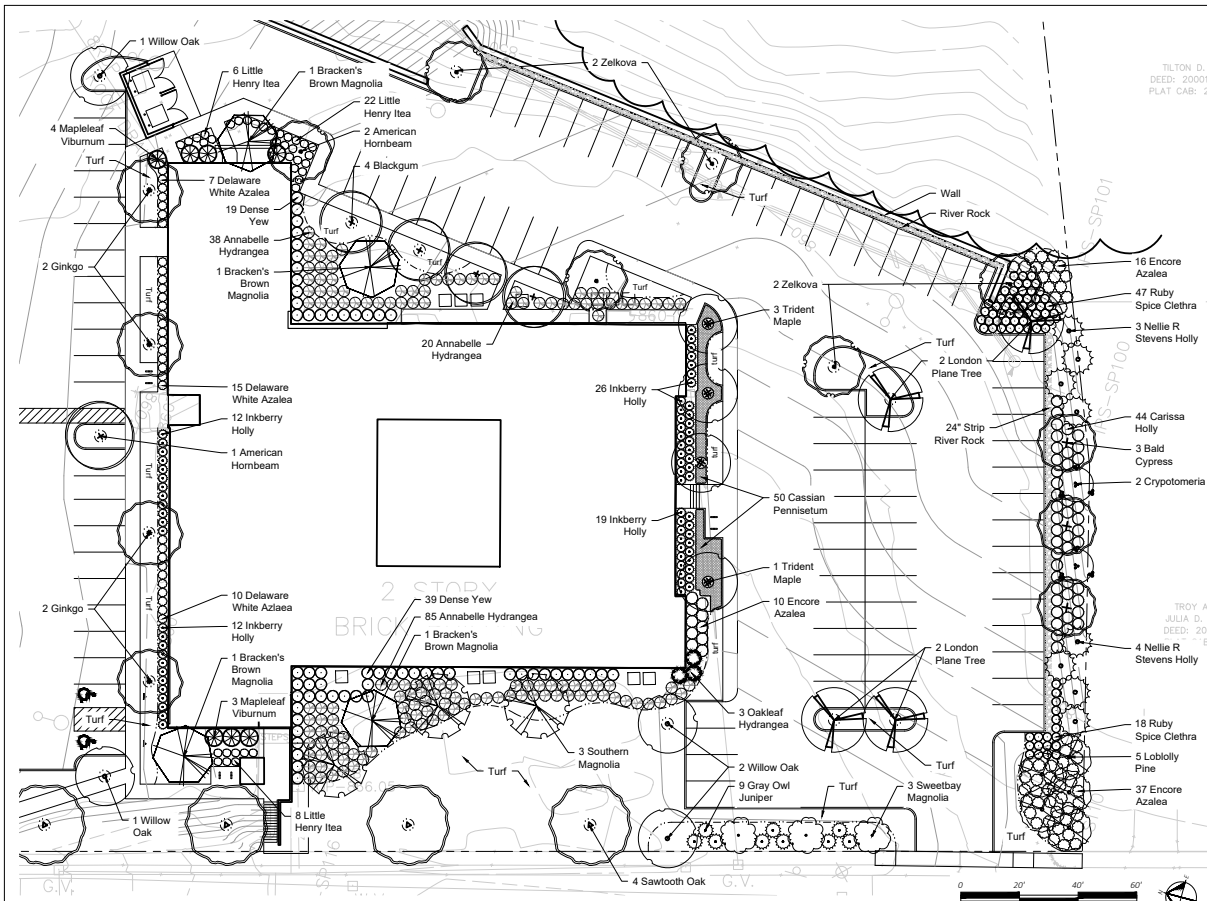 1 Willow Oak
6 Little
Henry Itea
1 Bracken's
Brown Magnolia
2 Zelkova
22 Little
Henry Itea
2 American
Hornbeam
4 Mapleleaf
Viburnum
Turf
4 Blackgum
7 Delaware
White Azalea
19 Dense
Yew
Turf
38 Annabelle
Hydrangea
Turf
1 Bracken's
Brown
Magnolia
2 Ginkgo
Turf
Turf
Wall
River Rock
TILTON D.
PLAT CAB: 2
16 Encore
Azalea
2 Zelkova
47 Ruby
Spice Clethra
3 Trident
Maple
3 Nellie R
Stevens Holly
20 Annabelle
Hydrangea
turf
Turf
2 London
Plane Tree
15 Delaware
White Azalea
26 Inkberry
Holly
12 Inkberry
Holly
24" Strip
River Rock
44 Carissa
Holly
1 American
Hornbeam
Turf
turf
3 Bald
Cypress
2 Crypotomeria
50 Cassian
Pennisetum
19 Inkberry
Holly
2 STORY
1 Trident
Maple
2 Ginkgo
Turf
10 Delaware
White Azlaea
12 Inkberry
Holly
39 Dense Yew
85 Annabelle Hydrangea
1 Bracken's
Brown Magnolia
10 Encore
Azalea
turf
TROY A
JULIA D.
DEED: 20
2 London
Plane Tree
4 Nellie R
Stevens Holly
1 Bracken's
Brown
Magnolia
3 Mapleleaf
Viburnum
Turf
3 Oakleaf
Hydrangea
18 Ruby
Spice Clethra
3 Southern
Magnolia
Turf
2 Willow Oak
Turf
5 Loblolly
Pine
9 Gray Owl
Juniper
Turf
3 Sweetbay
Magnolia
37 Encore
Azalea
1 Willow
Oak
8 Little
Henry Itea
Turf
4 Sawtooth Oak
G.V.
G.V.
0 20' 40' 60'